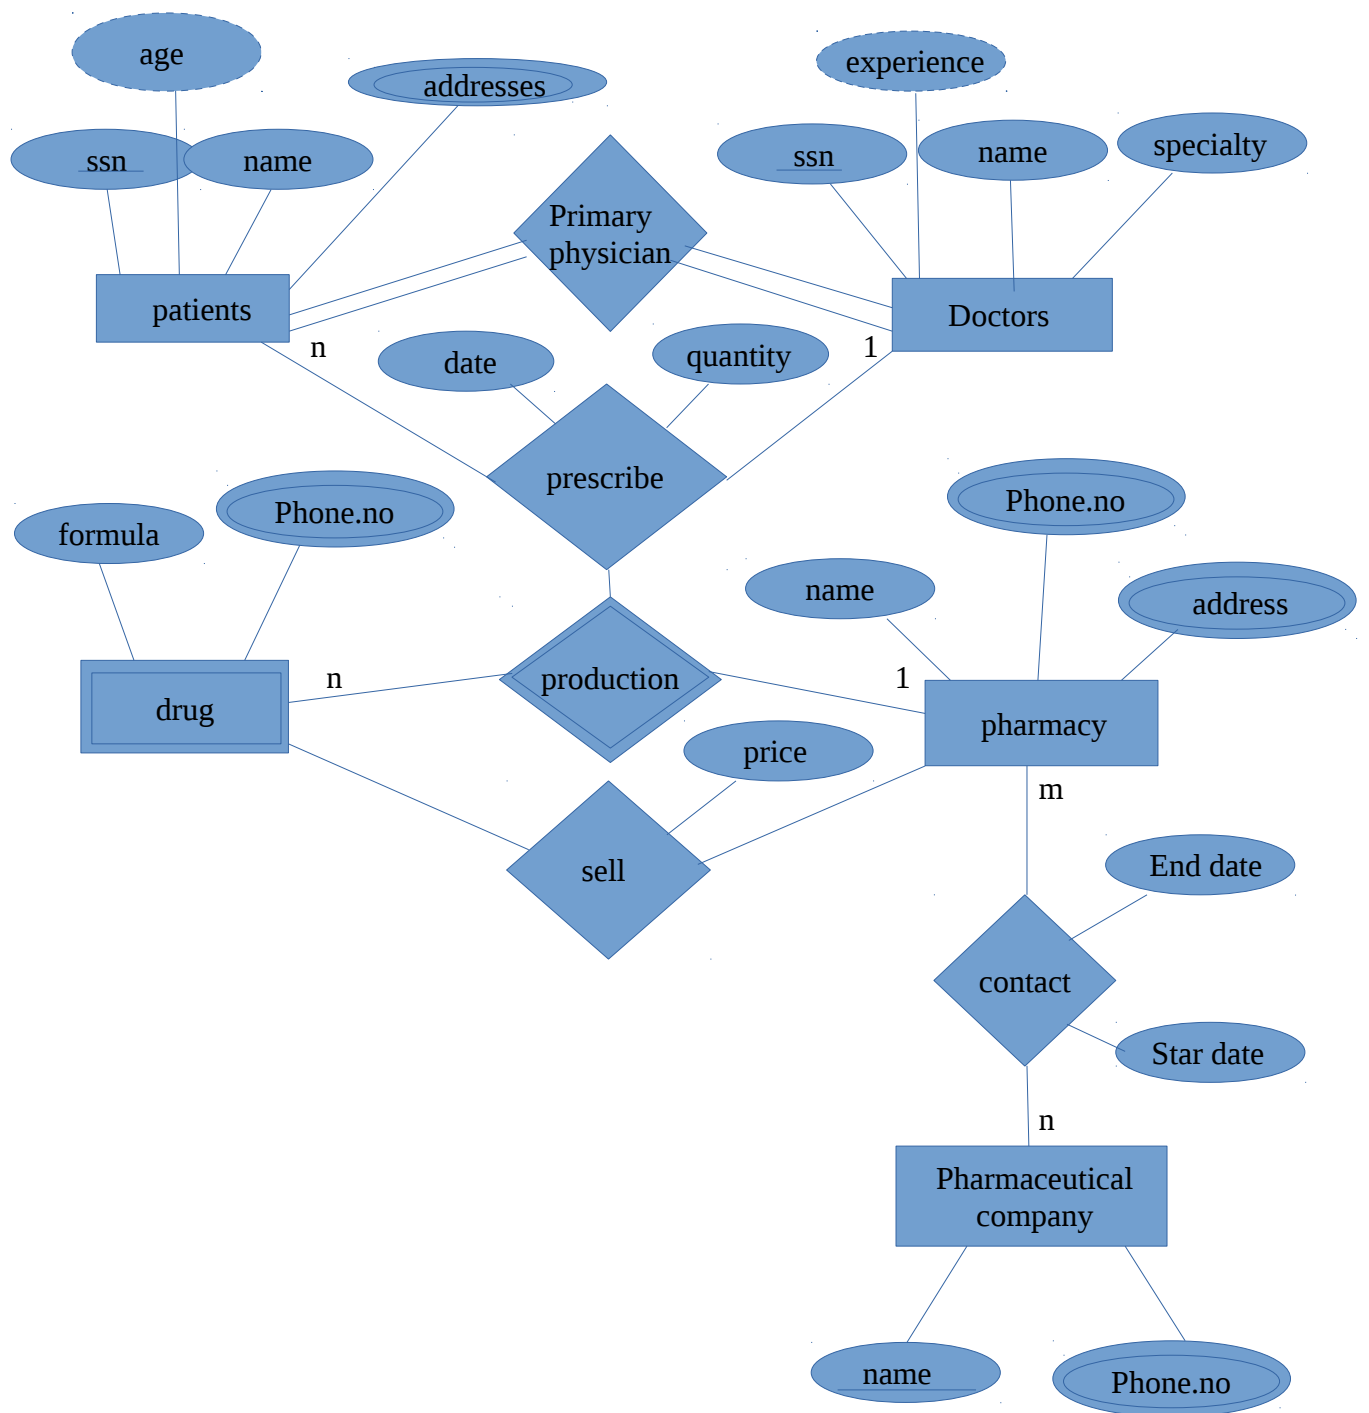 age
addresses
experience
ssn
name
ssn
name
specialty
Primary
physician
patients
Doctors
n
date
quantity
1
prescribe
formula
Phone.no
Phone.no
name
address
drug
n
production
1
pharmacy
price
m
sell
End date
contact
Star date
n
Pharmaceutical
company
name
Phone.no